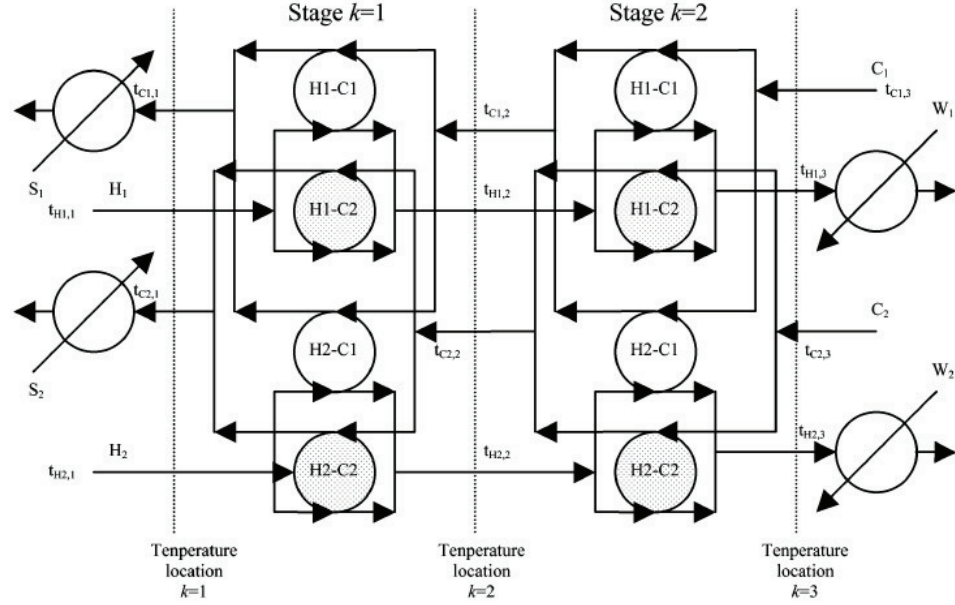 Stage k=1
Stage k=2
H1-C1
H1-C1
C1
tC1,1
tC1,2
tC1,3
W1
S1
H1
tH1,1
H1-C2
tH1,2
H1-C2
tH1,3
tC2,1
C2
H2-C1
tC2,2
H2-C1
tC2,3
S2
W2
H2
tH2,1
H2-C2
tH2,2
H2-C2
tH2,3
Tenperature
location
k=1
Tenperature
location
k=2
Tenperature
location
k=3